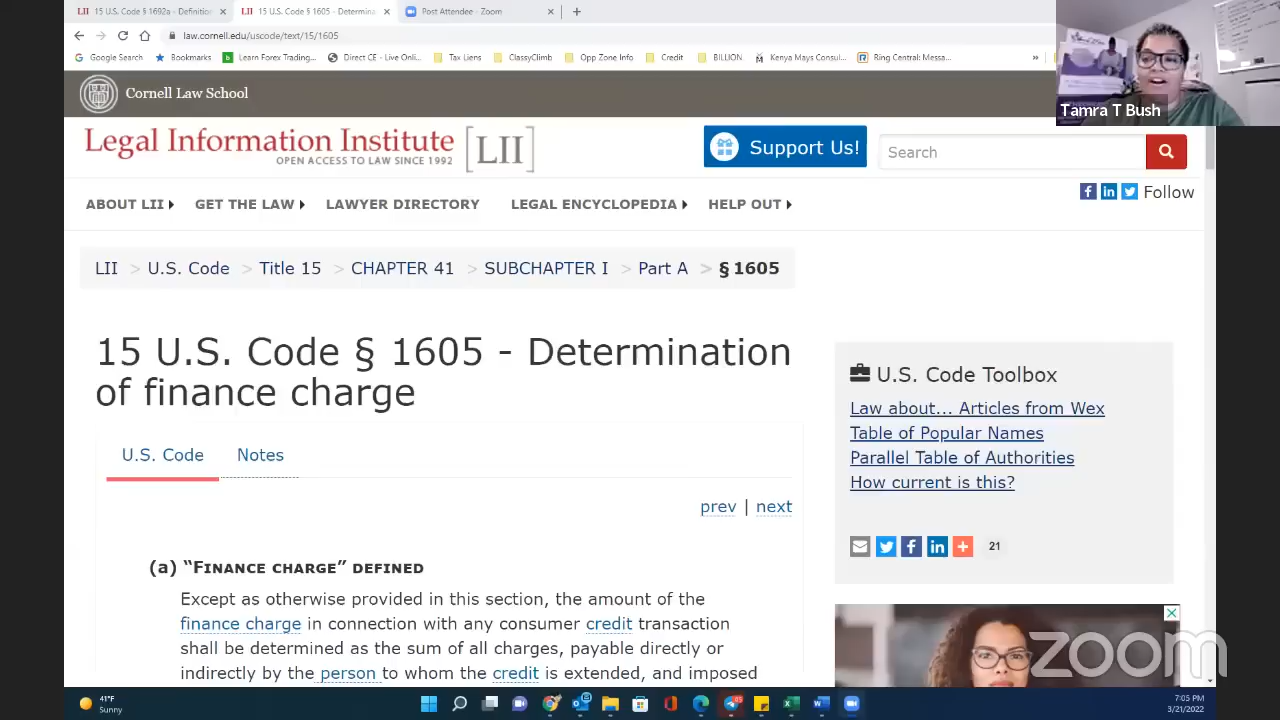 15 U.S. Code § 1692a - Definition
15 U.S. Code § 1605 - Determina
Post Attendee - Zoom
law.cornell.edu/uscode/text/15/1605
Google Search
Bookmarks
Learn Forex Trading...
Direct CE - Live Onli...
Tax Liens
ClassyClimb
Opp Zone Info
Credit
BILLION
Kenya Mays Consul...
Ring Central: Messa...
»
Tamra T Bush
Cornell Law School
Legal Information Institute [LII]
OPEN ACCESS TO LAW SINCE 1992
Support Us!
Search
Follow
ABOUT LII
GET THE LAW
LAWYER DIRECTORY
LEGAL ENCYCLOPEDIA
HELP OUT
LII > U.S. Code > Title 15 > CHAPTER 41 > SUBCHAPTER I > Part A > § 1605
15 U.S. Code § 1605 - Determination
of finance charge
U.S. Code
Notes
prev | next
(a) “FINANCE CHARGE” DEFINED
Except as otherwise provided in this section, the amount of the
finance charge in connection with any consumer credit transaction
shall be determined as the sum of all charges, payable directly or
indirectly by the person to whom the credit is extended, and imposed
U.S. Code Toolbox
Law about... Articles from Wex
Table of Popular Names
Parallel Table of Authorities
How current is this?
21
zoom
41°F
Sunny
7:05 PM
3/21/2022